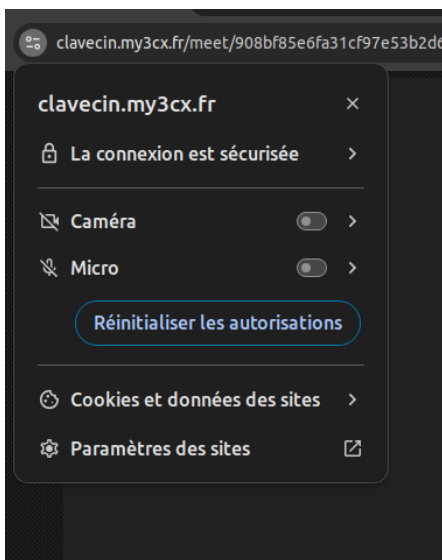 clavecin.my3cx.fr/meet/908bf85e6fa31cf97e53b2d6
clavecin.my3cx.fr
La connexion est sécurisée
Caméra
Micro
Réinitialiser les autorisations
Cookies et données des sites
Paramètres des sites